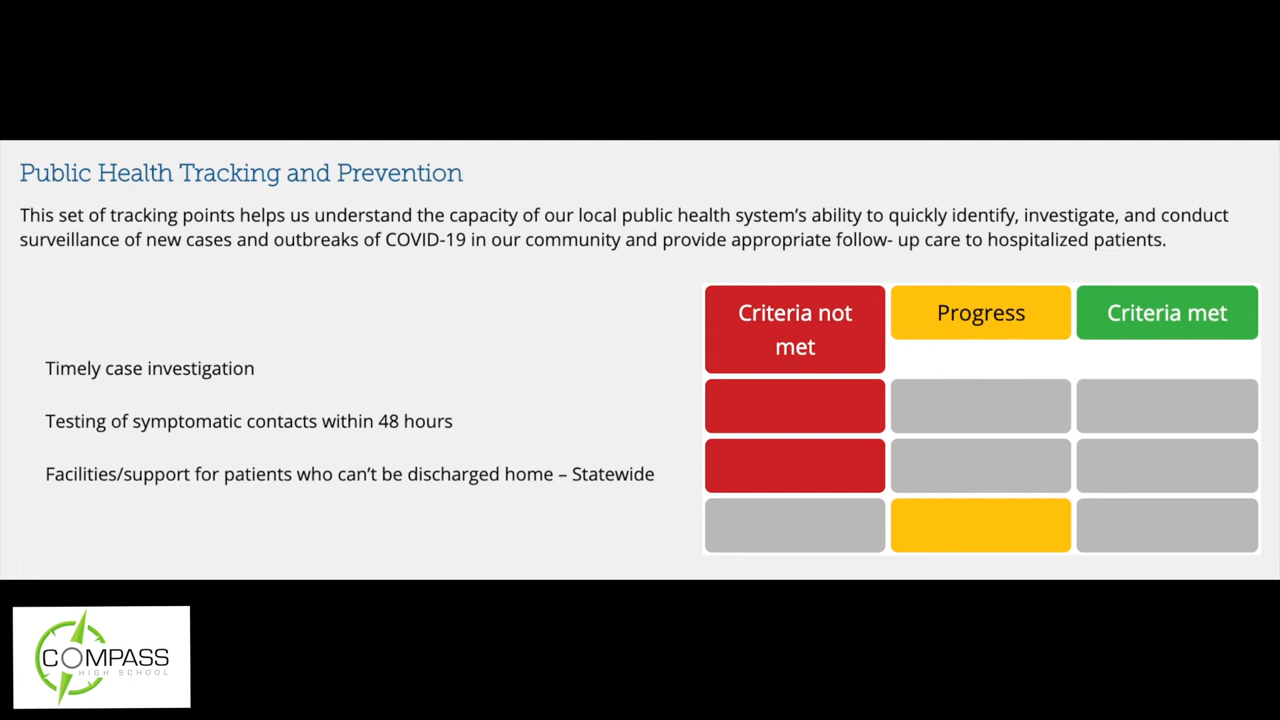 Public Health Tracking and Prevention
This set of tracking points helps us understand the capacity of our local public health system’s ability to quickly identify, investigate, and conduct
surveillance of new cases and outbreaks of COVID-19 in our community and provide appropriate follow- up care to hospitalized patients.
Criteria not
met
Progress
Criteria met
Timely case investigation
Testing of symptomatic contacts within 48 hours
Facilities/support for patients who can’t be discharged home – Statewide
COMPASS
HIGH SCHOOL